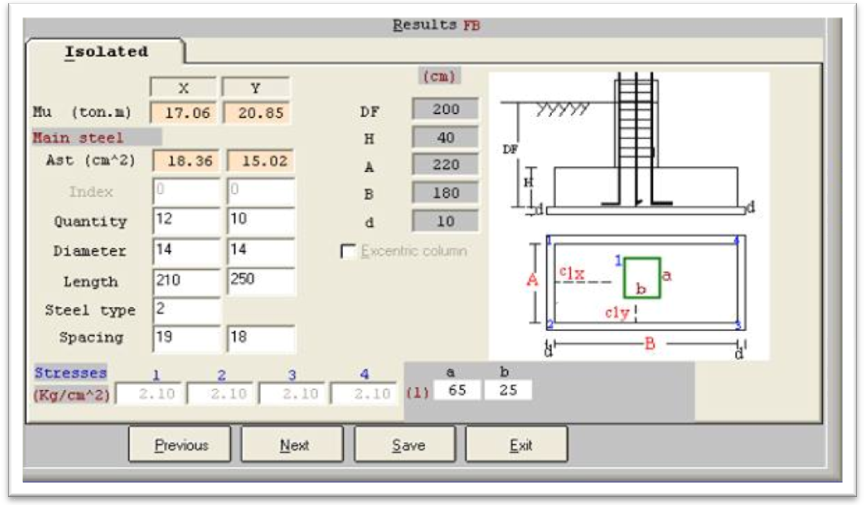 Results FB
Isolated
X Y
Mu (ton.m) 17.06 20.85
Main steel
Ast (cm^2) 18.36 15.02
Index 0 0
Quantity 12 10
Diameter 14 14
Length 210 250
Steel type 2
Spacing 19 18
(cm)
DF 200
H 40
A 220
B 180
d 10
Excentric column
DF
H
d d
1 4
A clx 1 a
b
cly
2 3
d B d
Stresses 1 2 3 4
(Kg/cm^2) 2.10 2.10 2.10 2.10
a b
(1) 65 25
Previous Next Save Exit